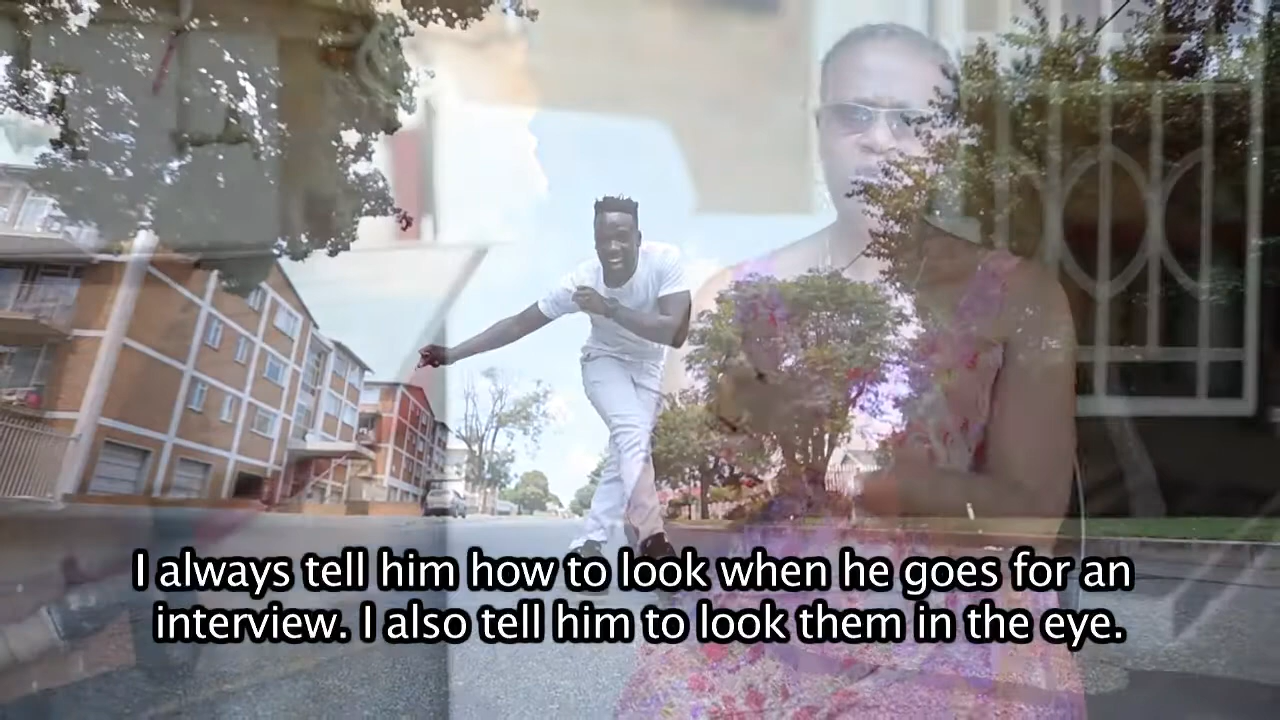 I always tell him how to look when he goes for an
interview. I also tell him to look them in the eye.